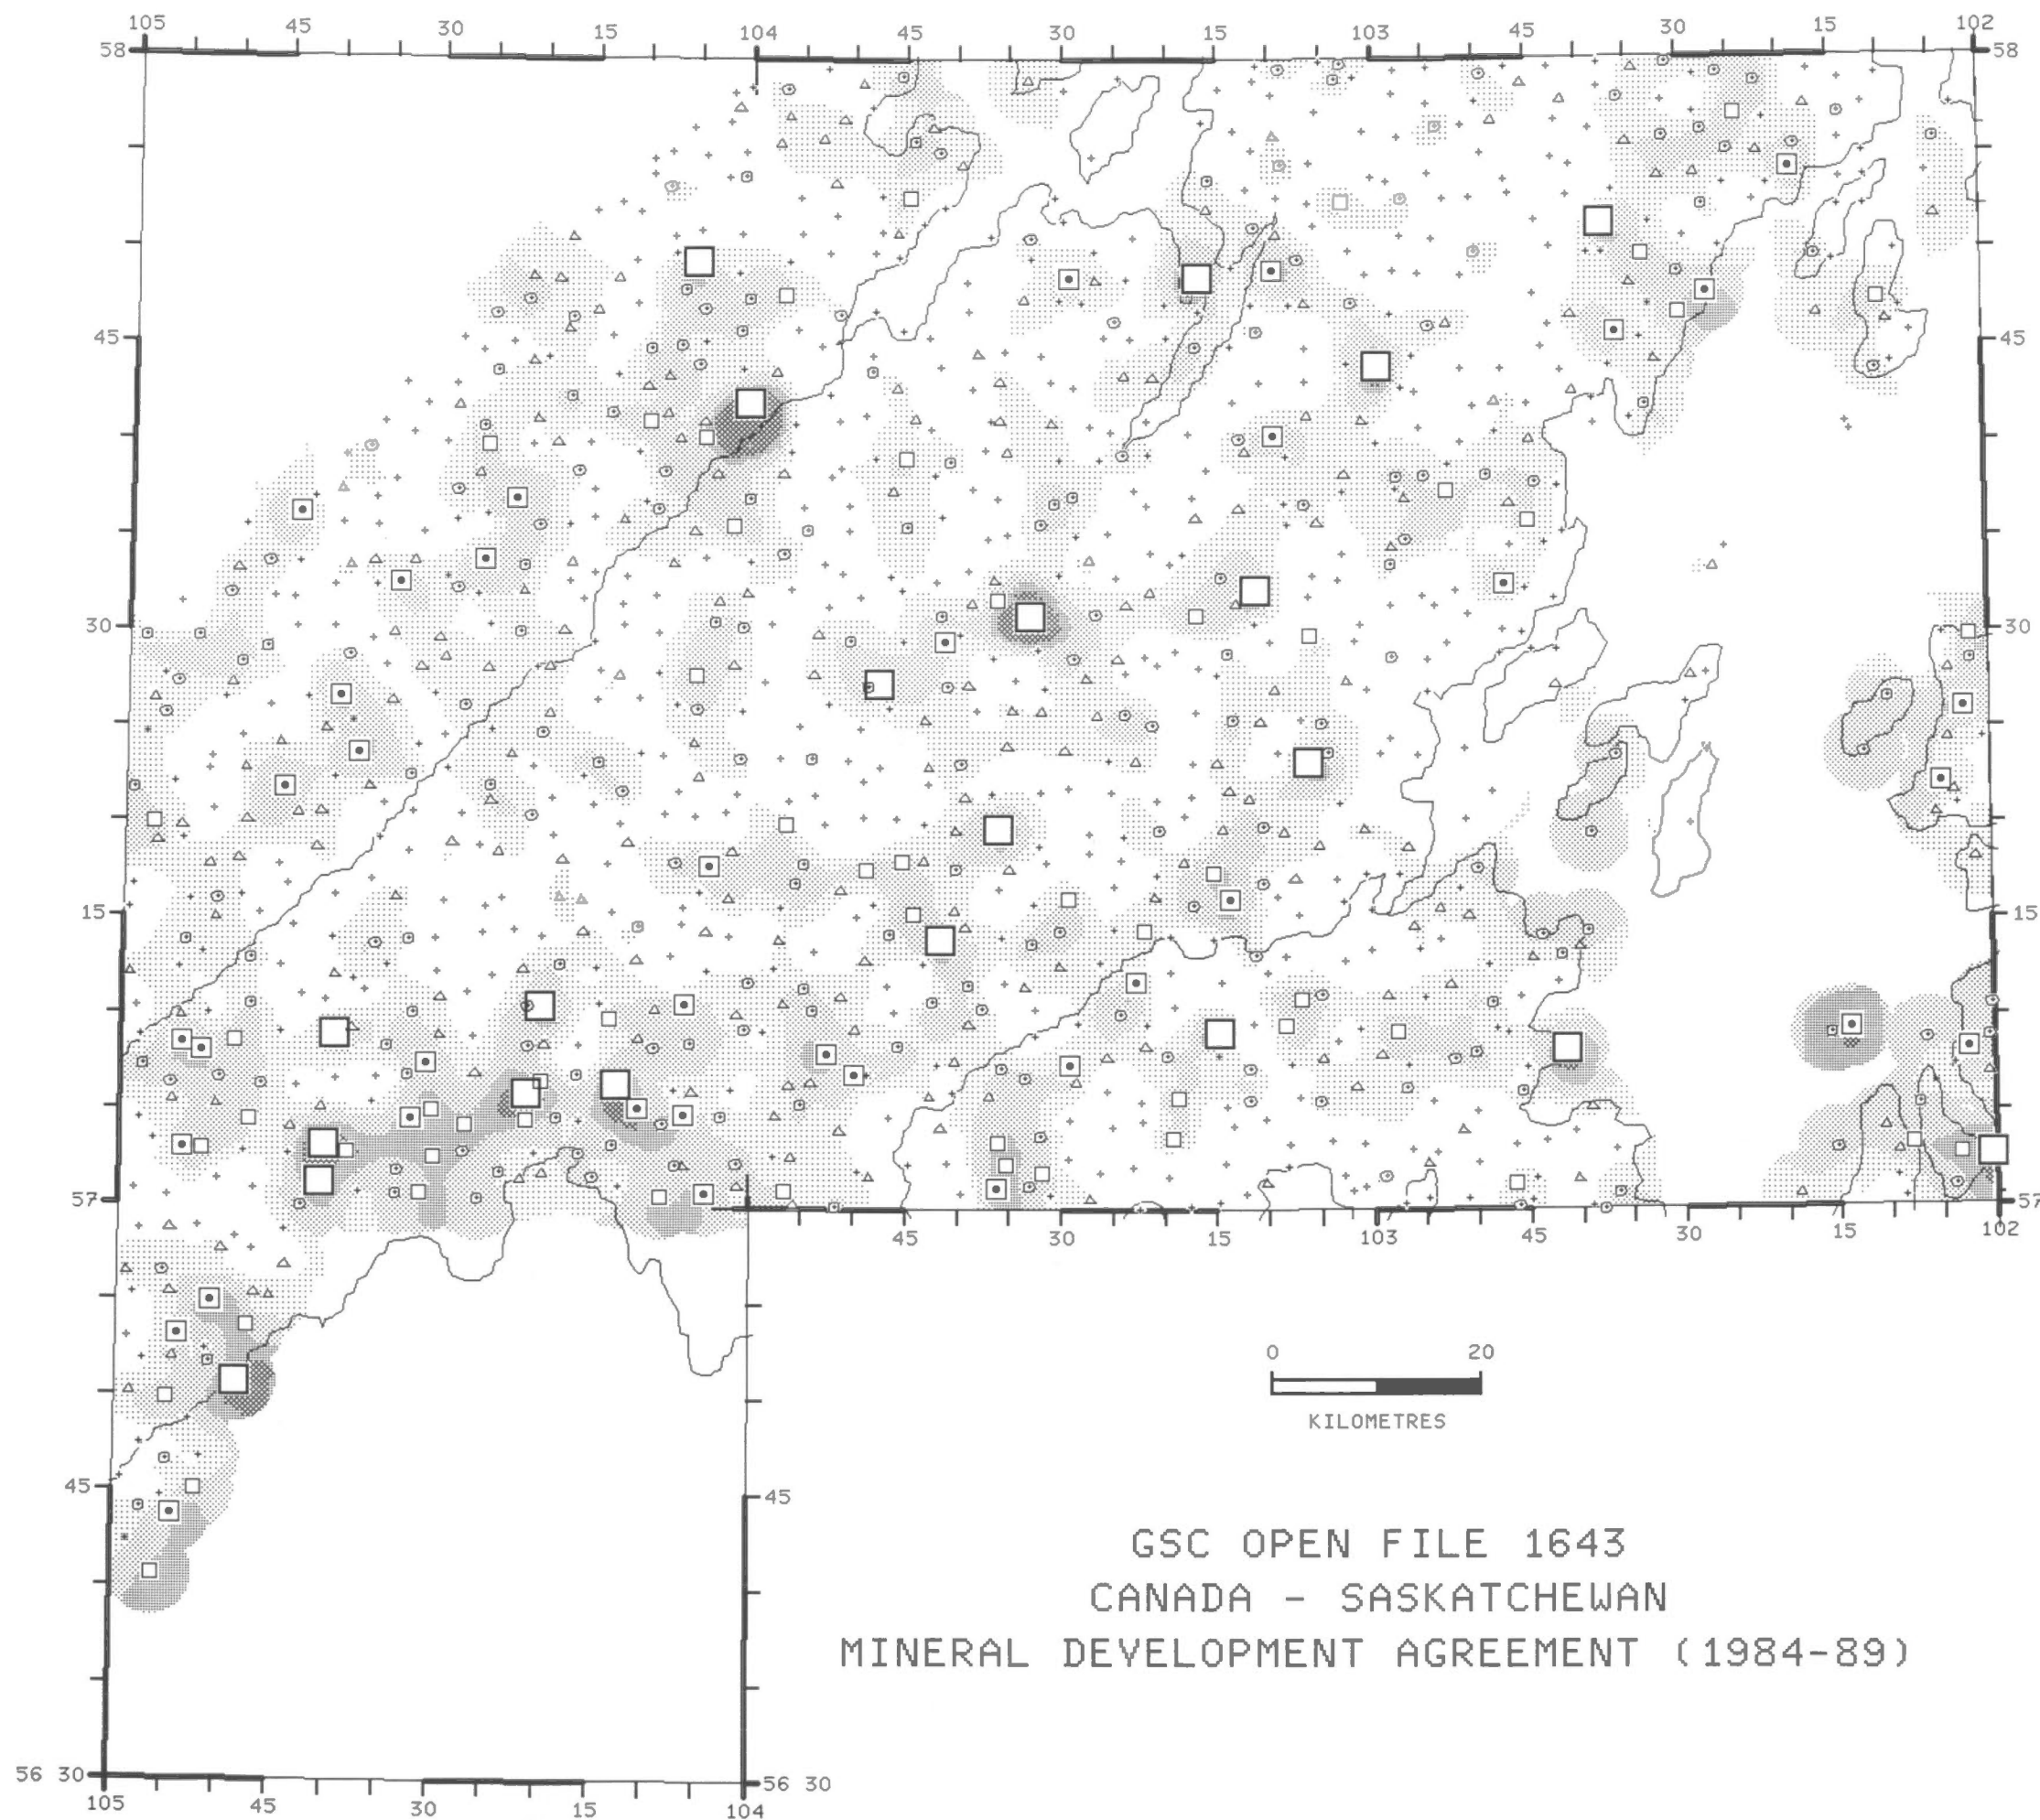 105 45 30 15 104 45 30 15 103 45 30 15 102
58 58
45 45
30 30
15 15
57 57
45 30 15 103 45 30 15 102
0 20
KILOMETRES
45 45
GSC OPEN FILE 1643
CANADA - SASKATCHEWAN
MINERAL DEVELOPMENT AGREEMENT (1984-89)
56 30 56 30
105 45 30 15 104